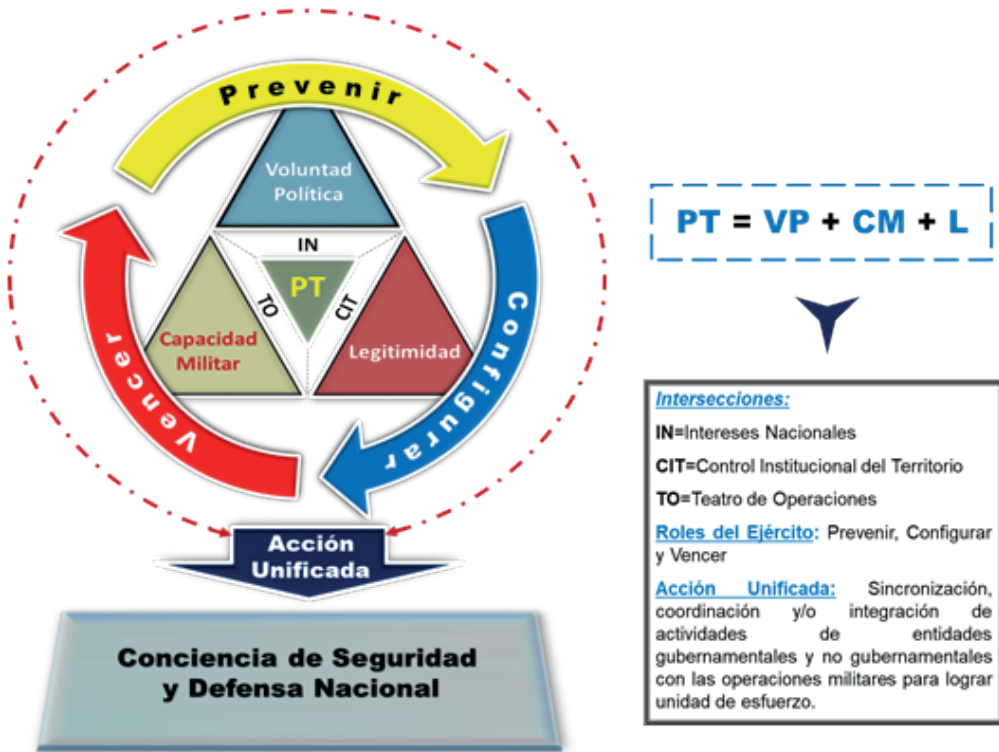 Prevenir
Voluntad
Política
IN
PT
TO
CIT
Capacidad
Militar
Legitimidad
Configurar
Vencer
Acción
Unificada
Conciencia de Seguridad
y Defensa Nacional
PT = VP + CM + L
Intersecciones:
IN=Intereses Nacionales
CIT=Control Institucional del Territorio
TO=Teatro de Operaciones
Roles del Ejército: Prevenir, Configurar
y Vencer
Acción Unificada: Sincronización,
coordinación y/o integración de
actividades de entidades
gubernamentales y no gubernamentales
con las operaciones militares para lograr
unidad de esfuerzo.